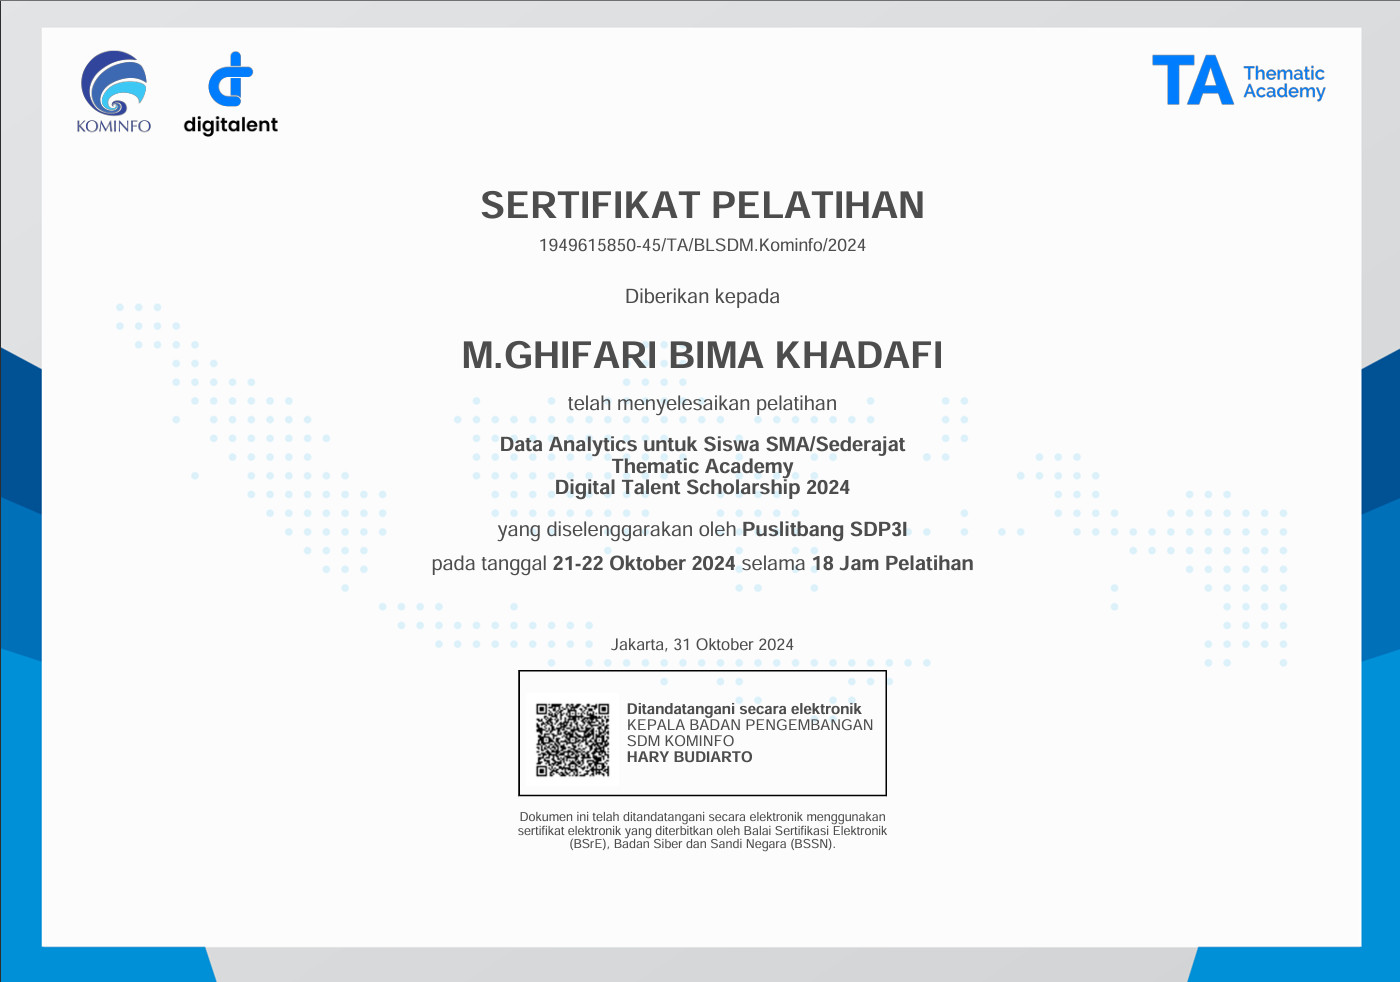 KOMINFO
digitalent
TA Thematic
Academy
SERTIFIKAT PELATIHAN
1949615850-45/TA/BLSDM.Kominfo/2024
Diberikan kepada
M.GHIFARI BIMA KHADAFI
telah menyelesaikan pelatihan
Data Analytics untuk Siswa SMA/Sederajat
Thematic Academy
Digital Talent Scholarship 2024
yang diselenggarakan oleh Puslitbang SDP3I
pada tanggal 21-22 Oktober 2024 selama 18 Jam Pelatihan
Jakarta, 31 Oktober 2024
Ditandatangani secara elektronik
KEPALA BADAN PENGEMBANGAN
SDM KOMINFO
HARY BUDIARTO
Dokumen ini telah ditandatangani secara elektronik menggunakan
sertifikat elektronik yang diterbitkan oleh Balai Sertifikasi Elektronik
(BSrE), Badan Siber dan Sandi Negara (BSSN).